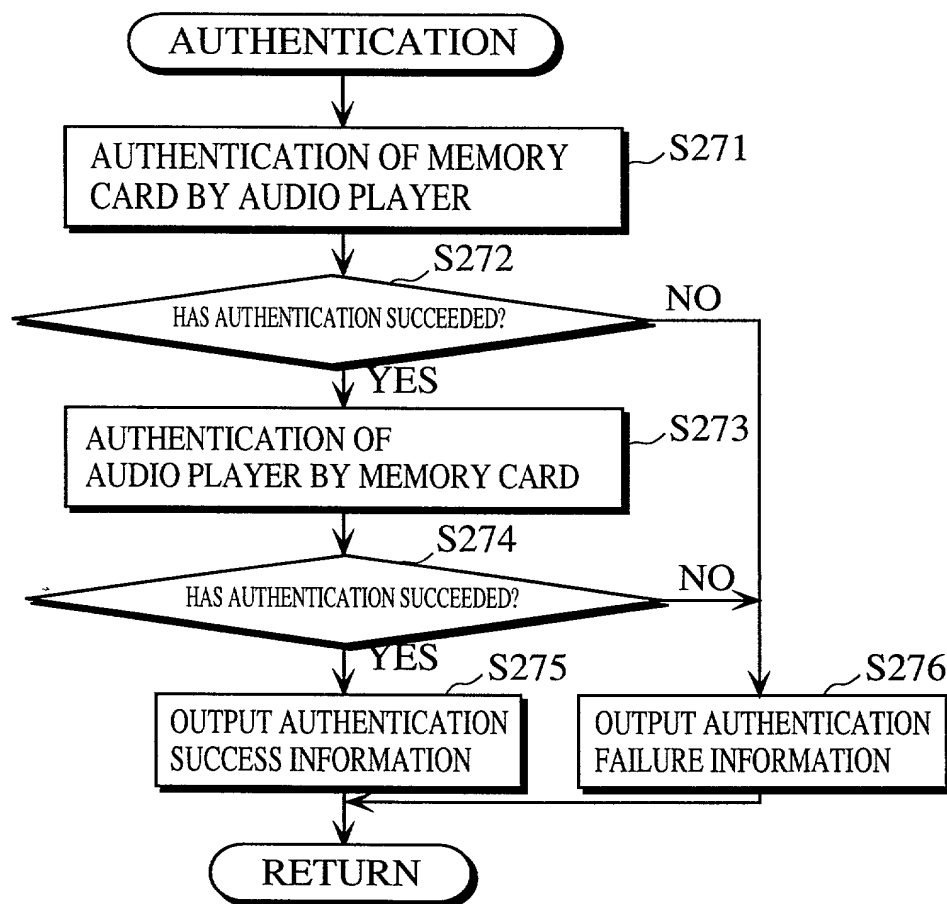 AUTHENTICATION
AUTHENTICATION OF MEMORY
CARD BY AUDIO PLAYER
S271
S272
HAS AUTHENTICATION SUCCEEDED?
NO
YES
AUTHENTICATION OF
AUDIO PLAYER BY MEMORY CARD
S273
S274
HAS AUTHENTICATION SUCCEEDED?
NO
YES
S275
OUTPUT AUTHENTICATION
SUCCESS INFORMATION
S276
OUTPUT AUTHENTICATION
FAILURE INFORMATION
RETURN